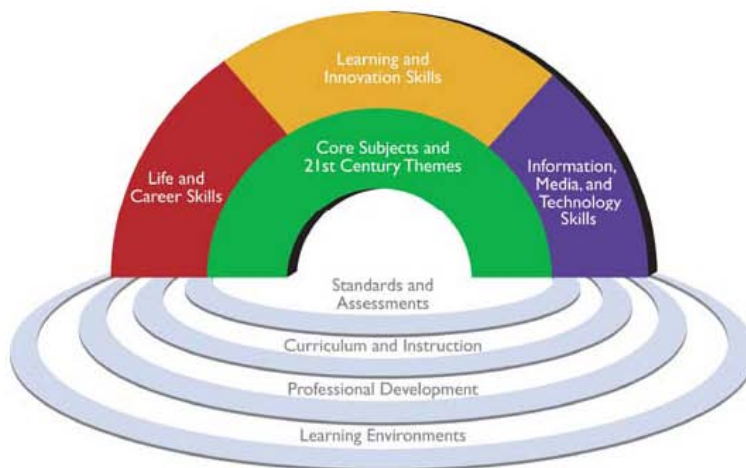 Learning and
Innovation Skills
Core Subjects and
21st Century Themes
Life and
Career Skills
Information,
Media, and
Technology
Skills
Standards and
Assessments
Curriculum and Instruction
Professional Development
Learning Environments